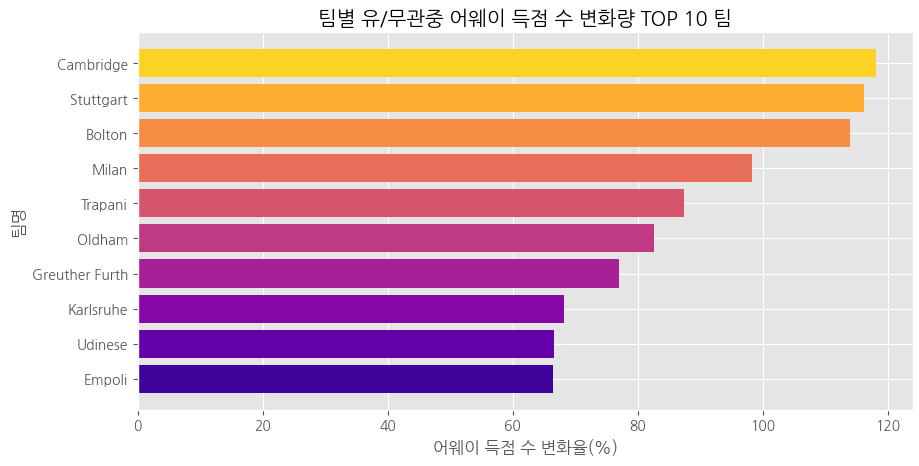 팀별 유/무관중 어웨이 득점 수 변화량 TOP 10 팀
팀명
Cambridge
Stuttgart
Bolton
Milan
Trapani
Oldham
Greuther Furth
Karlsruhe
Udinese
Empoli
0 20 40 60 80 100 120
어웨이 득점 수 변화율(%)